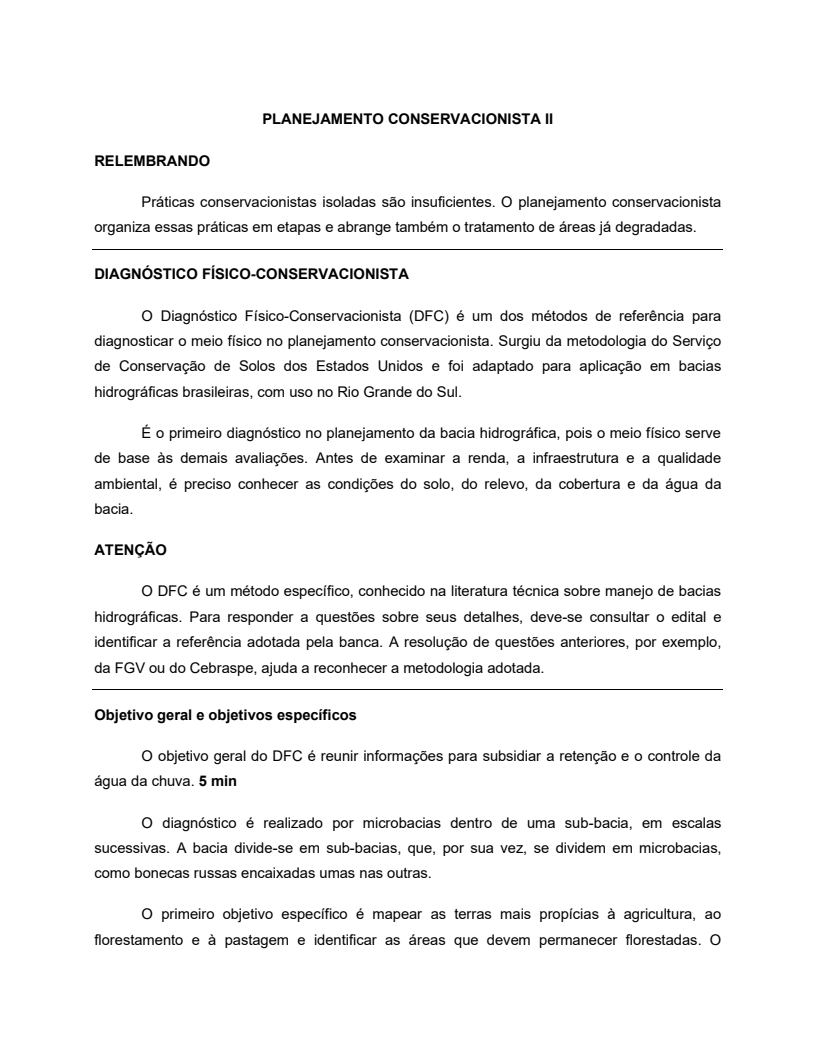 PLANEJAMENTO CONSERVACIONISTA II
RELEMBRANDO
Práticas conservacionistas isoladas são insuficientes. O planejamento conservacionista
organiza essas práticas em etapas e abrange também o tratamento de áreas já degradadas.
DIAGNÓSTICO FÍSICO-CONSERVACIONISTA
O Diagnóstico Físico-Conservacionista (DFC) é um dos métodos de referência para
diagnosticar o meio físico no planejamento conservacionista. Surgiu da metodologia do Serviço
de Conservação de Solos dos Estados Unidos e foi adaptado para aplicação em bacias
hidrográficas brasileiras, com uso no Rio Grande do Sul.
É o primeiro diagnóstico no planejamento da bacia hidrográfica, pois o meio físico serve
de base às demais avaliações. Antes de examinar a renda, a infraestrutura e a qualidade
ambiental, é preciso conhecer as condições do solo, do relevo, da cobertura e da água da
bacia.
ATENÇÃO
O DFC é um método específico, conhecido na literatura técnica sobre manejo de bacias
hidrográficas. Para responder a questões sobre seus detalhes, deve-se consultar o edital e
identificar a referência adotada pela banca. A resolução de questões anteriores, por exemplo,
da FGV ou do Cebraspe, ajuda a reconhecer a metodologia adotada.
Objetivo geral e objetivos específicos
O objetivo geral do DFC é reunir informações para subsidiar a retenção e o controle da
água da chuva. 5 min
O diagnóstico é realizado por microbacias dentro de uma sub-bacia, em escalas
sucessivas. A bacia divide-se em sub-bacias, que, por sua vez, se dividem em microbacias,
como bonecas russas encaixadas umas nas outras.
O primeiro objetivo específico é mapear as terras mais propícias à agricultura, ao
florestamento e à pastagem e identificar as áreas que devem permanecer florestadas. O